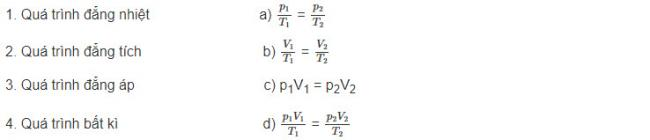 1. Quá trình đẳng nhiệt a) p₁/T₁ = p₂/T₂
2. Quá trình đẳng tích b) V₁/T₁ = V₂/T₂
3. Quá trình đẳng áp c) p₁V₁ = p₂V₂
4. Quá trình bất kì d) p₁V₁/T₁ = p₂V₂/T₂